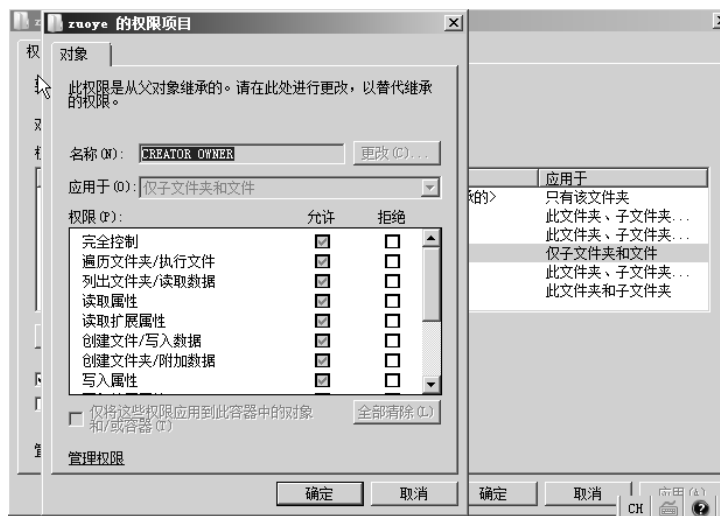 zuoye 的权限项目
对象
此权限是从父对象继承的。请在此处进行更改，以替代继承
的权限。
名称(N): CREATOR OWNER 更改(C)...
应用于(O): 仅子文件夹和文件
权限(P): 允许 拒绝
完全控制
遍历文件夹/执行文件
列出文件夹/读取数据
读取属性
读取扩展属性
创建文件/写入数据
创建文件夹/附加数据
写入属性
仅将这些权限应用到此容器中的对象
和/或容器(T)
全部清除(L)
管理权限
确定 取消
权
应用于
承的> 只有该文件夹
此文件夹、子文件夹...
此文件夹、子文件夹...
仅子文件夹和文件
此文件夹、子文件夹...
此文件夹和子文件夹
确定 取消 应用(A)
CH